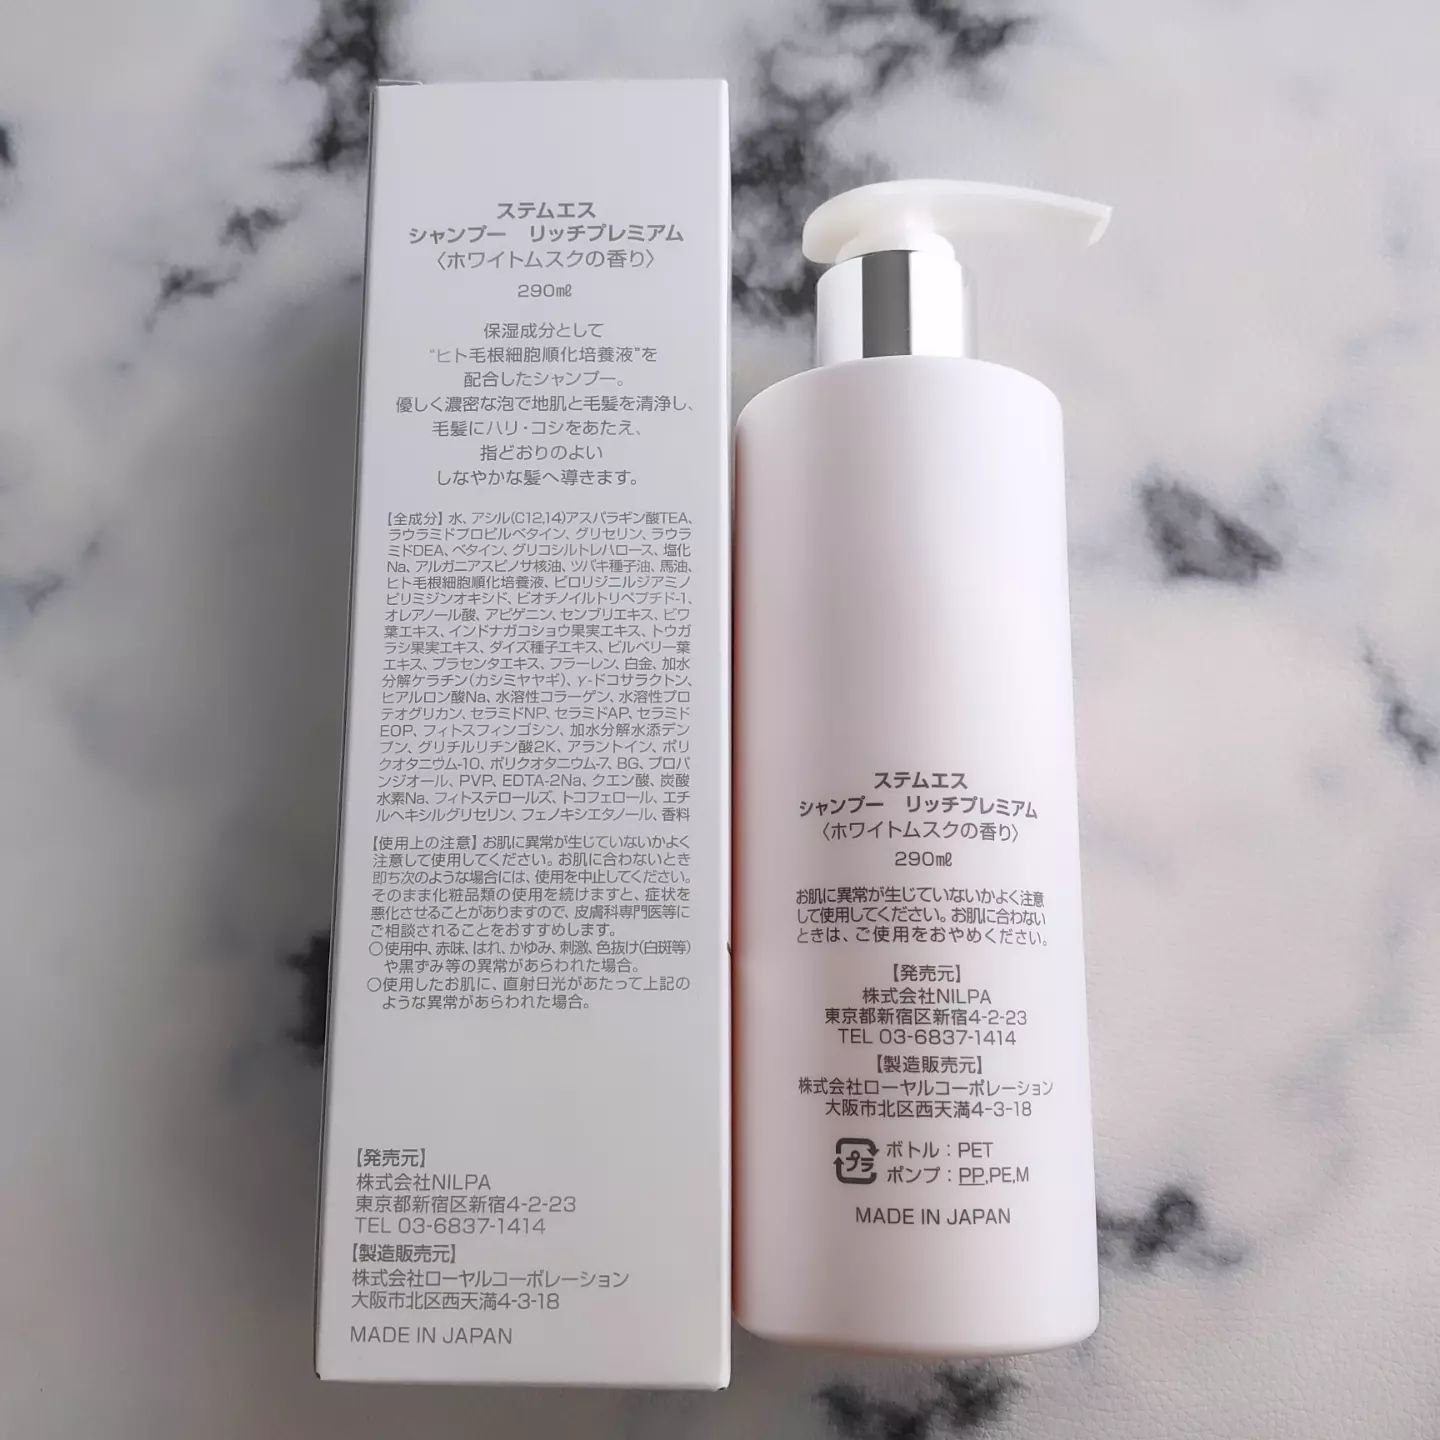 ステムエス
シャンプー　リッチプレミアム
〈ホワイトムスクの香り〉
290㎖
保湿成分として
"ヒト毛根細胞順化培養液"を
配合したシャンプー。
優しく濃密な泡で地肌と毛髪を清浄し、
毛髪にハリ・コシをあたえ、
指どおりのよい
しなやかな髪へ導きます。
【全成分】水、アシル(C12,14)アスパラギン酸TEA、
ラウラミドプロピルベタイン、グリセリン、ラウラ
ミドDEA、ベタイン、グリコシルトレハロース、塩化
Na、アルガニアスピノサ核油、ツバキ種子油、馬油、
ヒト毛根細胞順化培養液、ピロリジニルジアミノ
ピリミジンオキシド、ビオチノイルトリペプチド-1、
オレアノール酸、アピゲニン、センブリエキス、ビワ
葉エキス、インドナガコショウ果実エキス、トウガ
ラシ果実エキス、ダイズ種子エキス、ビルベリー葉
エキス、プラセンタエキス、フラーレン、白金、加水
分解ケラチン(カシミヤヤギ)、γ-ドコサラクトン、
ヒアルロン酸Na、水溶性コラーゲン、水溶性プロ
テオグリカン、セラミドNP、セラミドAP、セラミド
EOP、フィトスフィンゴシン、加水分解水添デン
プン、グリチルリチン酸2K、アラントイン、ポリ
クオタニウム-10、ポリクオタニウム-7、BG、プロパ
ンジオール、PVP、EDTA-2Na、クエン酸、炭酸
水素Na、フィトステロールズ、トコフェロール、エチ
ルヘキシルグリセリン、フェノキシエタノール、香料
【使用上の注意】お肌に異常が生じていないかよく
注意して使用してください。お肌に合わないとき
即ち次のような場合には、使用を中止してください。
そのまま化粧品類の使用を続けますと、症状を
悪化させることがありますので、皮膚科専門医等に
ご相談されることをおすすめします。
○使用中、赤味、はれ、かゆみ、刺激、色抜け(白斑等)
や黒ずみ等の異常があらわれた場合。
○使用したお肌に、直射日光があたって上記の
ような異常があらわれた場合。
【発売元】
株式会社NILPA
東京都新宿区新宿4-2-23
TEL 03-6837-1414
【製造販売元】
株式会社ローヤルコーポレーション
大阪市北区西天満4-3-18
MADE IN JAPAN
ステムエス
シャンプー　リッチプレミアム
〈ホワイトムスクの香り〉
290㎖
お肌に異常が生じていないかよく注意
して使用してください。お肌に合わない
ときは、ご使用をおやめください。
【発売元】
株式会社NILPA
東京都新宿区新宿4-2-23
TEL 03-6837-1414
【製造販売元】
株式会社ローヤルコーポレーション
大阪市北区西天満4-3-18
プラ ボトル：PET
ポンプ：PP,PE,M
MADE IN JAPAN